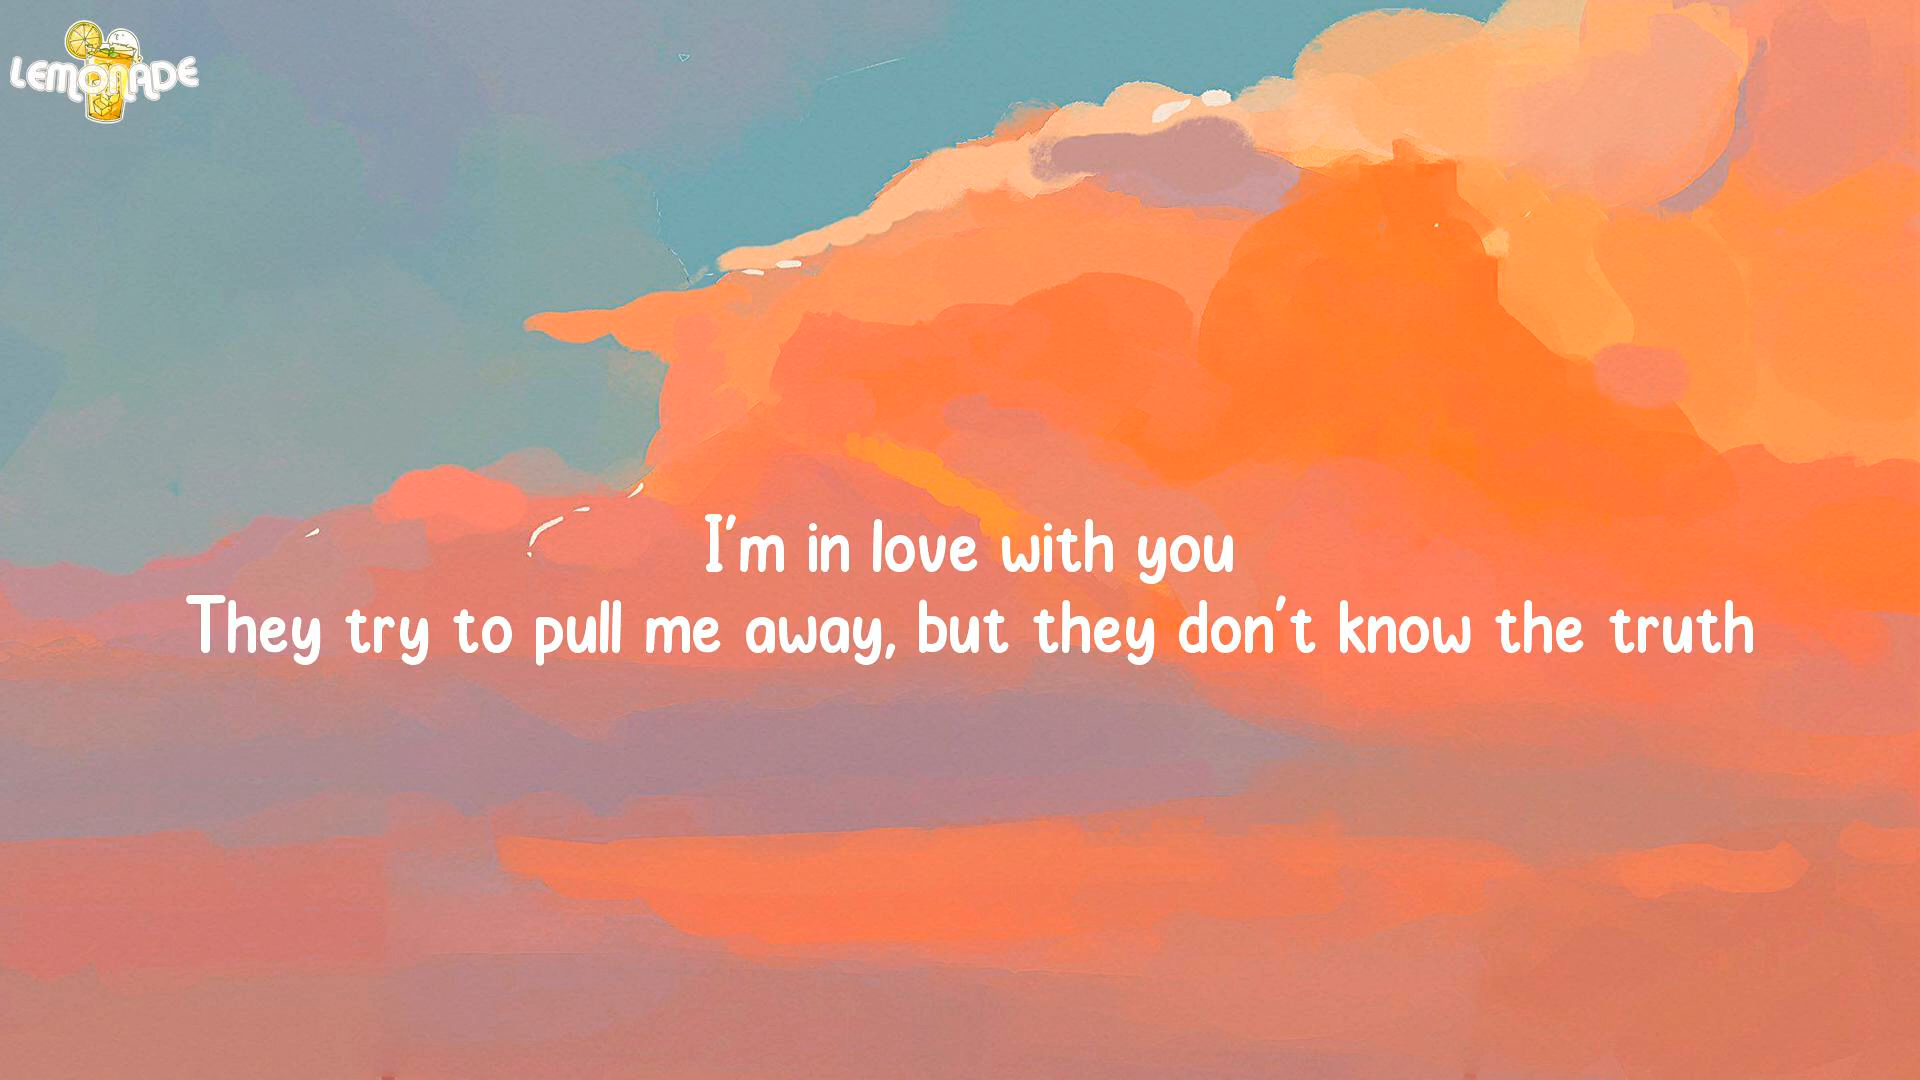 LEMONADE
I'm in love with you
They try to pull me away, but they don't know the truth